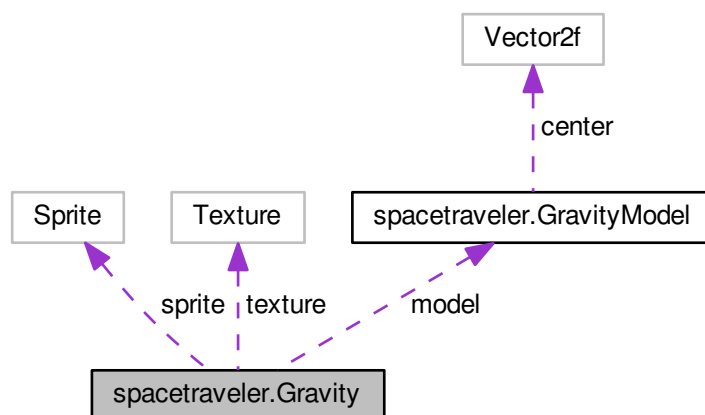 Vector2f
center
Sprite
Texture
spacetraveler.GravityModel
sprite
texture
model
spacetraveler.Gravity